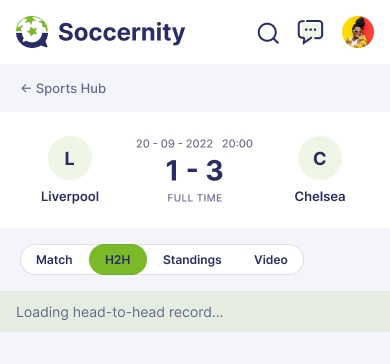 Soccernity
← Sports Hub
20 - 09 - 2022 20:00
L
1 - 3
C
Liverpool
FULL TIME
Chelsea
Match H2H Standings Video
Loading head-to-head record...